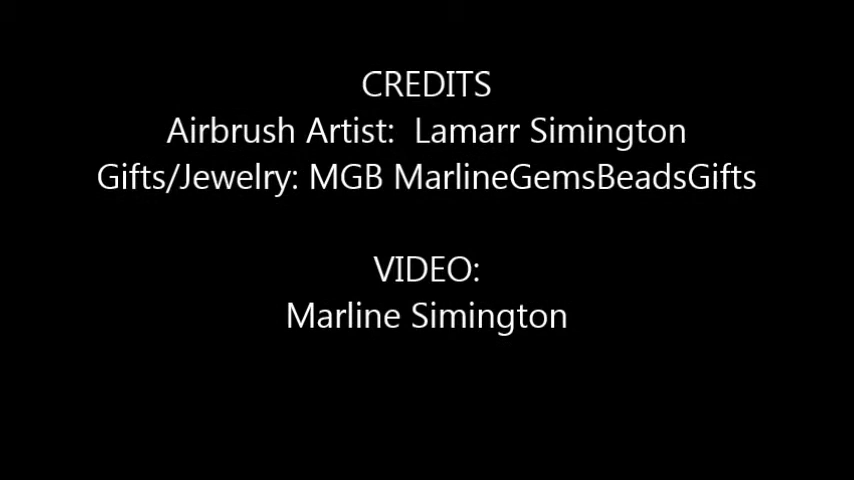 CREDITS
Airbrush Artist:  Lamarr Simington
Gifts/Jewelry: MGB MarlineGemsBeadsGifts
VIDEO:
Marline Simington